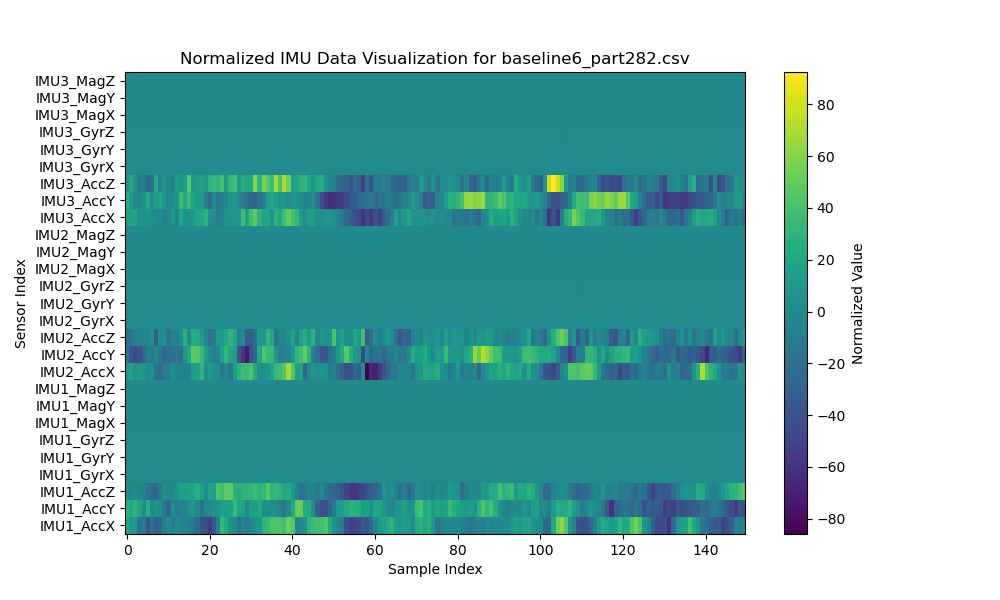 Normalized IMU Data Visualization for baseline6_part282.csv
IMU3_MagZ
IMU3_MagY
IMU3_MagX
IMU3_GyrZ
IMU3_GyrY
IMU3_GyrX
IMU3_AccZ
IMU3_AccY
IMU3_AccX
IMU2_MagZ
IMU2_MagY
IMU2_MagX
IMU2_GyrZ
IMU2_GyrY
IMU2_GyrX
IMU2_AccZ
IMU2_AccY
IMU2_AccX
IMU1_MagZ
IMU1_MagY
IMU1_MagX
IMU1_GyrZ
IMU1_GyrY
IMU1_GyrX
IMU1_AccZ
IMU1_AccY
IMU1_AccX
Sensor Index
0 20 40 60 80 100 120 140
Sample Index
80
60
40
20
0
−20
−40
−60
−80
Normalized Value